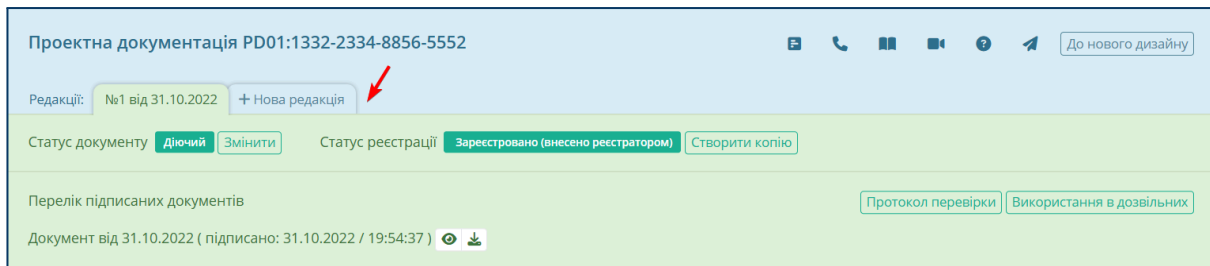 Проектна документація PD01:1332-2334-8856-5552 До нового дизайну
Редакції: №1 від 31.10.2022 + Нова редакція
Статус документу Діючий Змінити Статус реєстрації Зареєстровано (внесено реєстратором) Створити копію
Перелік підписаних документів Протокол перевірки Використання в дозвільних
Документ від 31.10.2022 ( підписано: 31.10.2022 / 19:54:37 )